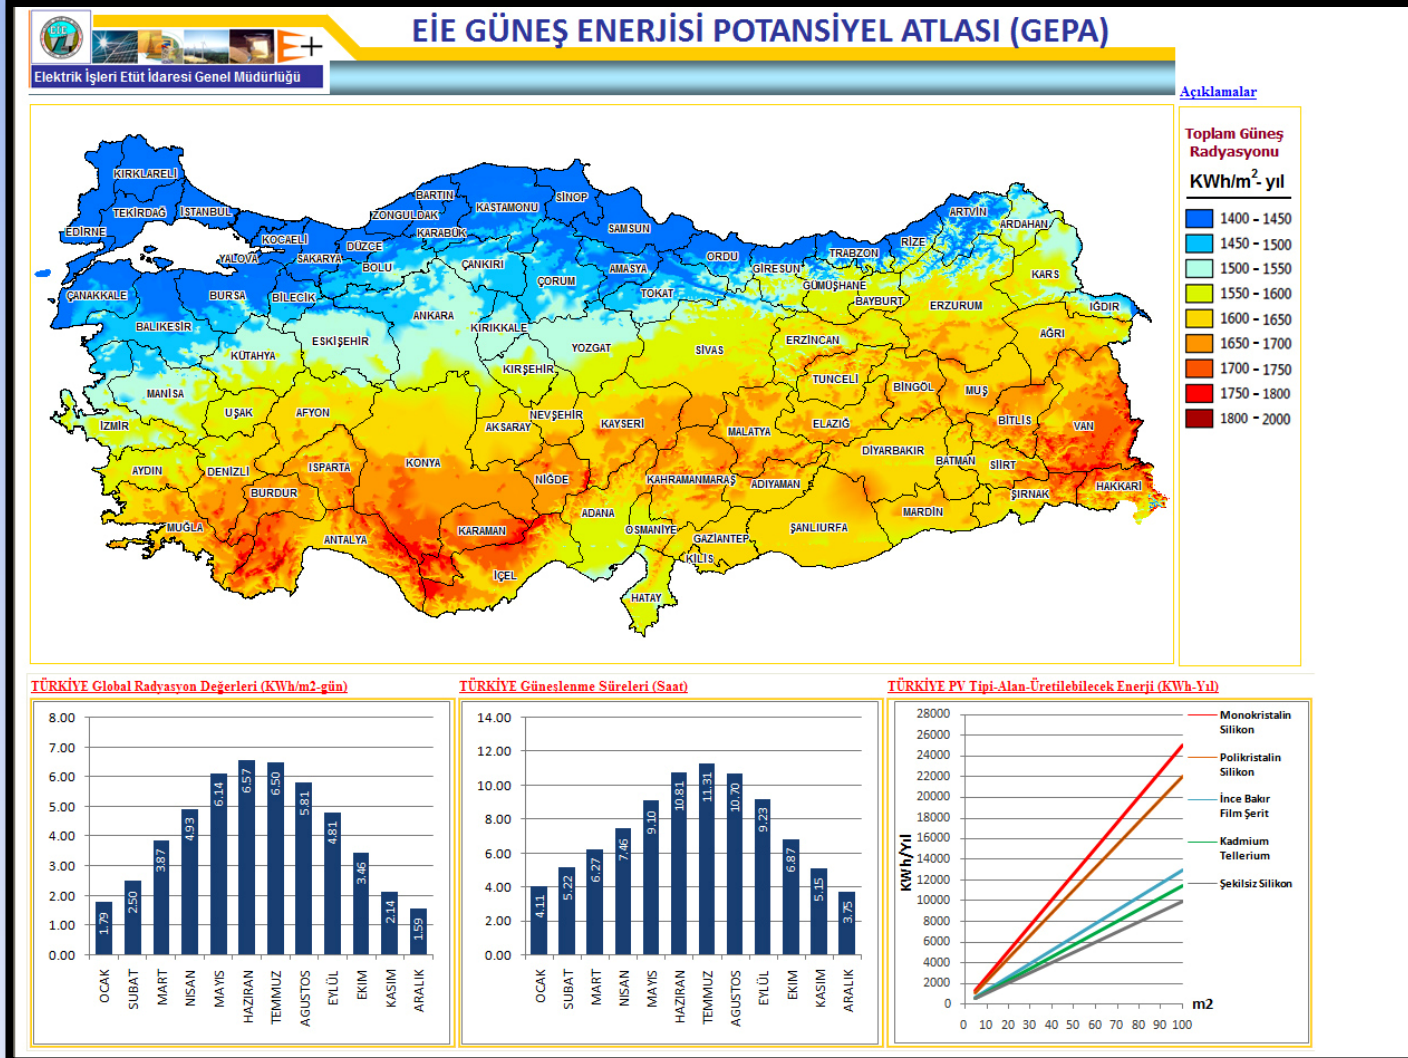 EİE GÜNEŞ ENERJİSİ POTANSİYEL ATLASI (GEPA)
EİE
E+
Elektrik İşleri Etüt İdaresi Genel Müdürlüğü
Açıklamalar
Toplam Güneş
Radyasyonu
KWh/m2- yıl
1400 - 1450
1450 - 1500
1500 - 1550
1550 - 1600
1600 - 1650
1650 - 1700
1700 - 1750
1750 - 1800
1800 - 2000
KIRKLARELİ
TEKİRDAĞ
İSTANBUL
EDİRNE
KOCAELİ
YALOVA
SAKARYA
DÜZCE
ZONGULDAK
BARTIN
KARABÜK
KASTAMONU
SİNOP
SAMSUN
BOLU
ÇANKIRI
ÇORUM
AMASYA
ORDU
TOKAT
GİRESUN
TRABZON
RİZE
ARTVİN
ARDAHAN
GÜMÜŞHANE
BAYBURT
ERZURUM
KARS
IĞDIR
AĞRI
ÇANAKKALE
BURSA
BİLECİK
BALIKESİR
KÜTAHYA
ESKİŞEHİR
ANKARA
KIRIKKALE
YOZGAT
KIRŞEHİR
SİVAS
ERZİNCAN
TUNCELİ
BİNGÖL
MUŞ
BİTLİS
VAN
MANİSA
İZMİR
UŞAK
AFYON
AKSARAY
NEVŞEHİR
KAYSERİ
MALATYA
ELAZIĞ
DİYARBAKIR
BATMAN
SİİRT
AYDIN
DENİZLİ
ISPARTA
BURDUR
KONYA
NİĞDE
KAHRAMANMARAŞ
ADIYAMAN
ŞIRNAK
HAKKARİ
MUĞLA
ANTALYA
KARAMAN
İÇEL
ADANA
OSMANİYE
GAZİANTEP
KİLİS
ŞANLIURFA
MARDİN
HATAY
TÜRKİYE Global Radyasyon Değerleri (KWh/m2-gün)
8.00
7.00
6.00
5.00
4.00
3.00
2.00
1.00
0.00
1.79
2.50
3.87
4.93
6.14
6.57
6.50
5.81
4.81
3.46
2.14
1.59
OCAK
SUBAT
MART
NISAN
MAYIS
HAZIRAN
TEMMUZ
AGUSTOS
EYLÜL
EKIM
KASIM
ARALIK
TÜRKİYE Güneşlenme Süreleri (Saat)
14.00
12.00
10.00
8.00
6.00
4.00
2.00
0.00
4.11
5.22
6.27
7.46
9.10
10.81
11.31
10.70
9.23
6.87
5.15
3.75
OCAK
SUBAT
MART
NISAN
MAYIS
HAZIRAN
TEMMUZ
AGUSTOS
EYLÜL
EKIM
KASIM
ARALIK
TÜRKİYE PV Tipi-Alan-Üretilebilecek Enerji (KWh-Yıl)
28000
26000
24000
22000
20000
18000
16000
14000
12000
10000
8000
6000
4000
2000
0
KWh/Yıl
0 10 20 30 40 50 60 70 80 90 100
m2
Monokristalin
Silikon
Polikristalin
Silikon
İnce Bakır
Film Şerit
Kadmium
Tellerium
Şekilsiz Silikon